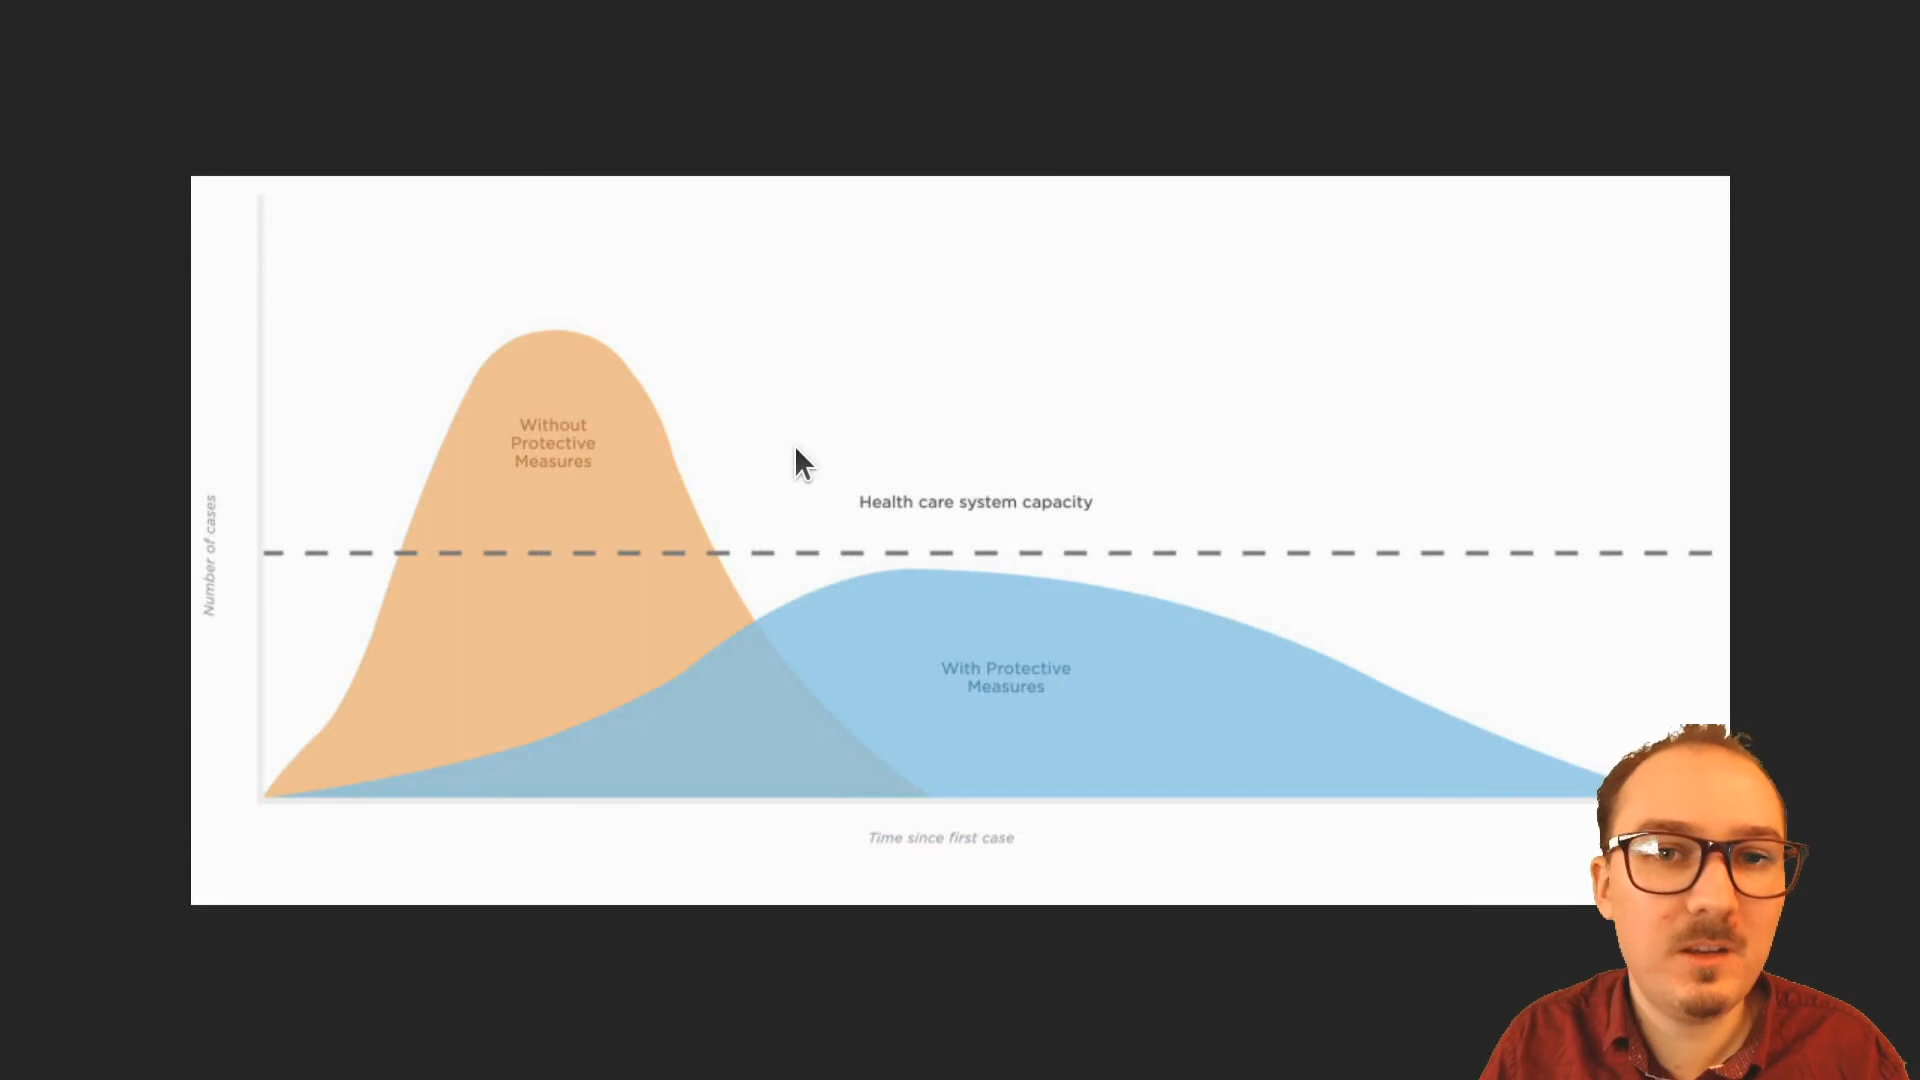 Without
Protective
Measures
Health care system capacity
Number of cases
With Protective
Measures
Time since first case